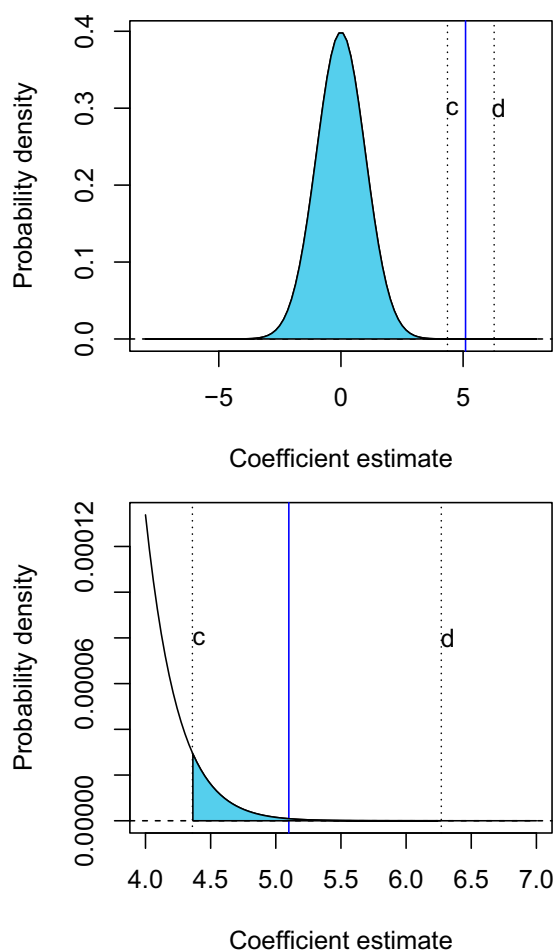 Probability density
0.4
0.3
0.2
0.1
0.0
c
d
−5
0
5
Coefficient estimate
Probability density
0.00012
0.00006
0.00000
c
d
4.0 4.5 5.0 5.5 6.0 6.5 7.0
Coefficient estimate